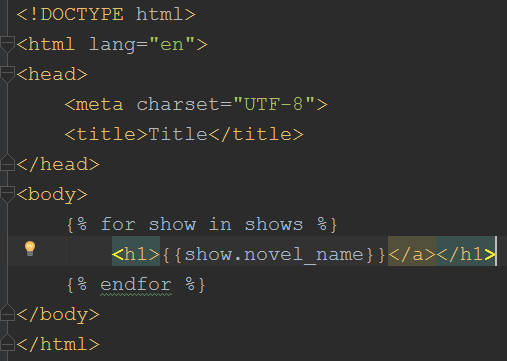 <!DOCTYPE html>
<html lang="en">
<head>
    <meta charset="UTF-8">
    <title>Title</title>
</head>
<body>
    {% for show in shows %}
        <h1>{{show.novel_name}}</a></h1>
    {% endfor %}
</body>
</html>